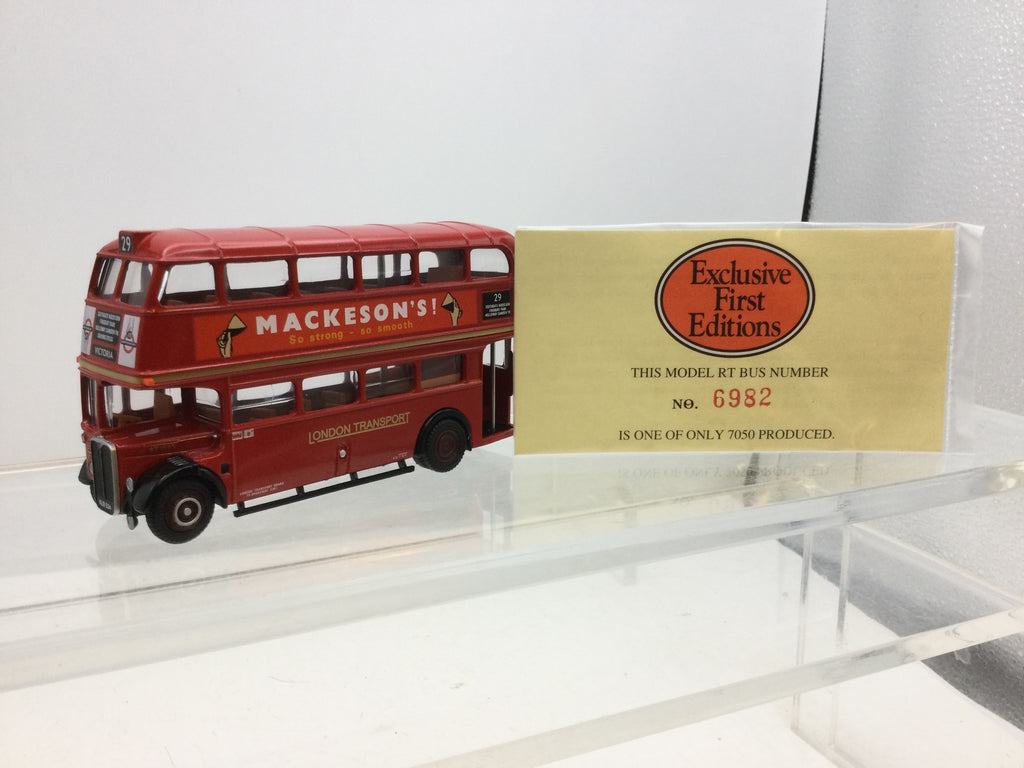 29
MACKESON'S!
So strong - so smooth
29
VICTORIA
LONDON TRANSPORT
Exclusive
First
Editions
THIS MODEL RT BUS NUMBER
NO. 6982
IS ONE OF ONLY 7050 PRODUCED.